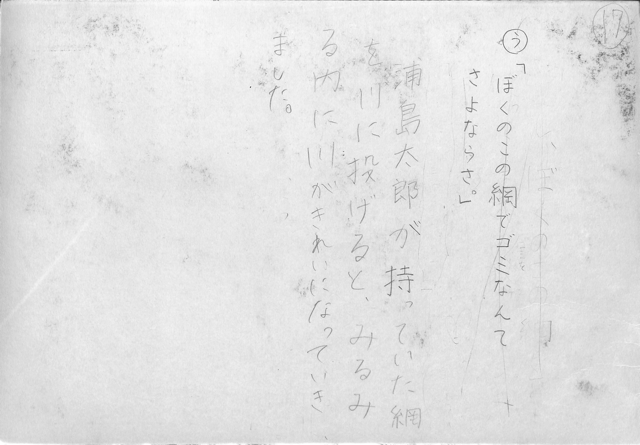 17
う「ぼくのこの網でゴミなんて
さよならさ。」
浦島太郎が持っていた網
を川に投げると、みるみ
る内に川がきれいになっていき
ました。